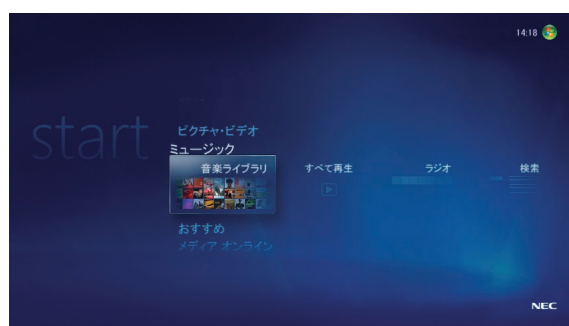 14:18
start
ピクチャ・ビデオ
ミュージック
音楽ライブラリ すべて再生 ラジオ 検索
おすすめ
メディア オンライン
NEC